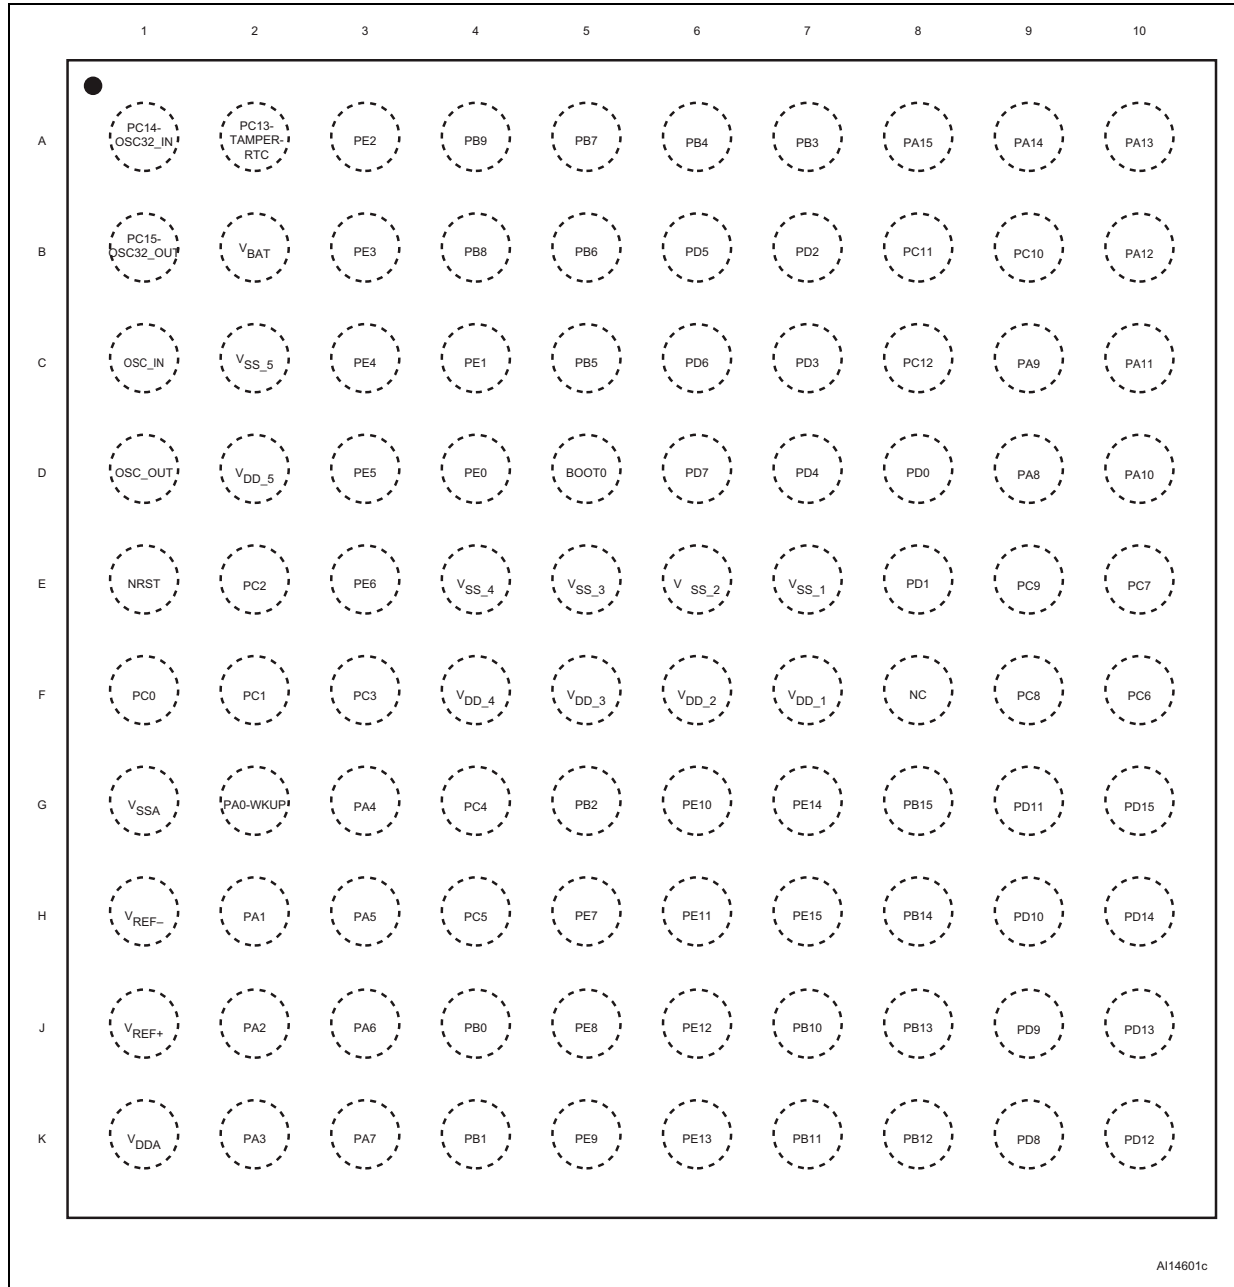 1 2 3 4 5 6 7 8 9 10
A PC14-OSC32_IN PC13-TAMPER-RTC PE2 PB9 PB7 PB4 PB3 PA15 PA14 PA13
B PC15-OSC32_OUT VBAT PE3 PB8 PB6 PD5 PD2 PC11 PC10 PA12
C OSC_IN VSS_5 PE4 PE1 PB5 PD6 PD3 PC12 PA9 PA11
D OSC_OUT VDD_5 PE5 PE0 BOOT0 PD7 PD4 PD0 PA8 PA10
E NRST PC2 PE6 VSS_4 VSS_3 V SS_2 VSS_1 PD1 PC9 PC7
F PC0 PC1 PC3 VDD_4 VDD_3 VDD_2 VDD_1 NC PC8 PC6
G VSSA PA0-WKUP PA4 PC4 PB2 PE10 PE14 PB15 PD11 PD15
H VREF– PA1 PA5 PC5 PE7 PE11 PE15 PB14 PD10 PD14
J VREF+ PA2 PA6 PB0 PE8 PE12 PB10 PB13 PD9 PD13
K VDDA PA3 PA7 PB1 PE9 PE13 PB11 PB12 PD8 PD12
AI14601c